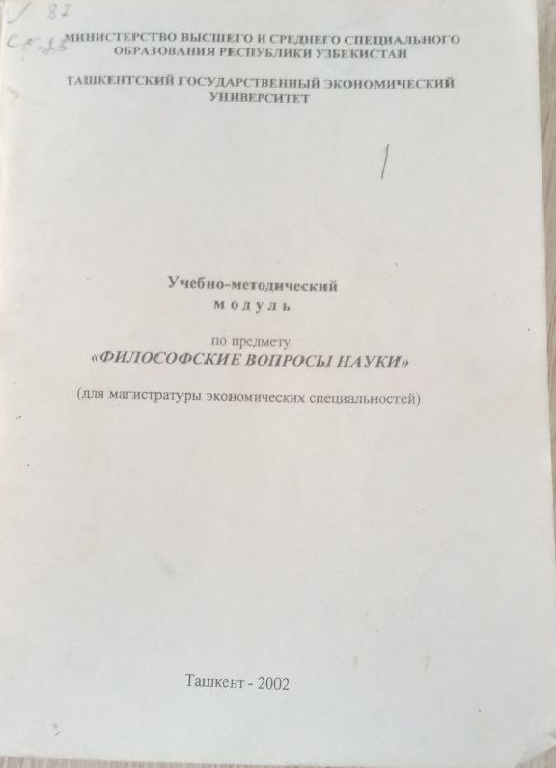 87
МИНИСТЕРСТВО ВЫСШЕГО И СРЕДНЕГО СПЕЦИАЛЬНОГО
ОБРАЗОВАНИЯ РЕСПУБЛИКИ УЗБЕКИСТАН
ТАШКЕНТСКИЙ ГОСУДАРСТВЕННЫЙ ЭКОНОМИЧЕСКИЙ
УНИВЕРСИТЕТ
Учебно-методический
модуль
по предмету
«ФИЛОСОФСКИЕ ВОПРОСЫ НАУКИ»
(для магистратуры экономических специальностей)
Ташкент - 2002